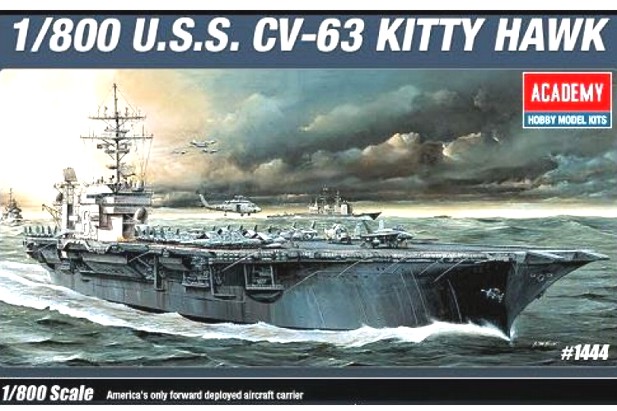 1/800 U.S.S. CV-63 KITTY HAWK
ACADEMY
HOBBY MODEL KITS
#1444
1/800 Scale America's only forward deployed aircraft carrier